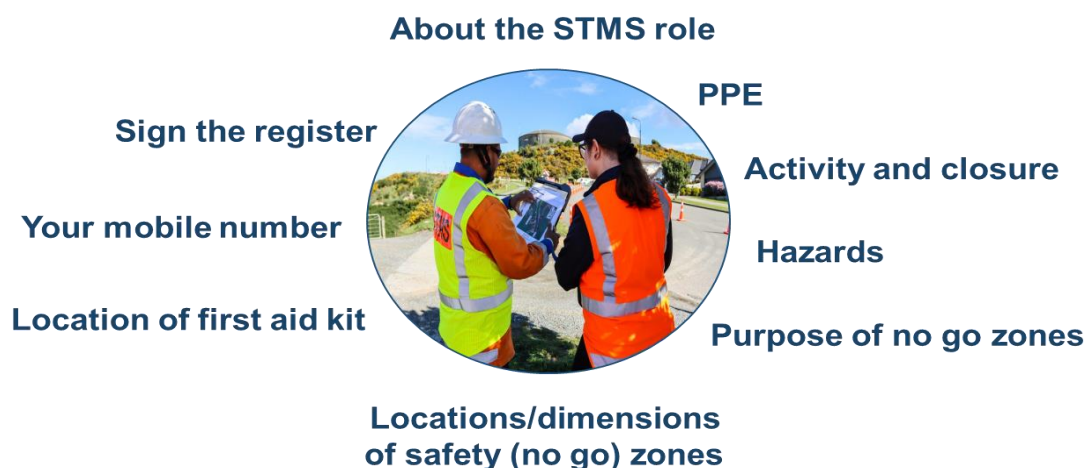 About the STMS role
PPE
Sign the register
Activity and closure
Your mobile number
Hazards
Location of first aid kit
Purpose of no go zones
Locations/dimensions
of safety (no go) zones